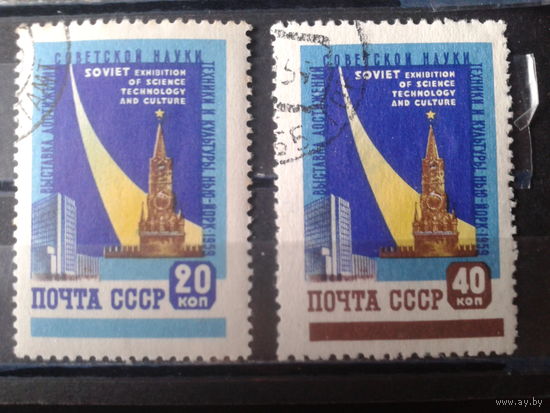 ВЫСТАВКА ДОСТИЖЕНИЙ СОВЕТСКОЙ НАУКИ ТЕХНИКИ И КУЛЬТУРЫ НЬЮ-ЙОРК·1959
SOVIET EXHIBITION
OF SCIENCE
TECHNOLOGY
AND CULTURE
20
КОП
ПОЧТА СССР
ВЫСТАВКА ДОСТИЖЕНИЙ СОВЕТСКОЙ НАУКИ ТЕХНИКИ И КУЛЬТУРЫ НЬЮ-ЙОРК·1959
SOVIET EXHIBITION
OF SCIENCE
TECHNOLOGY
AND CULTURE
40
КОП
ПОЧТА СССР
www.ay.by